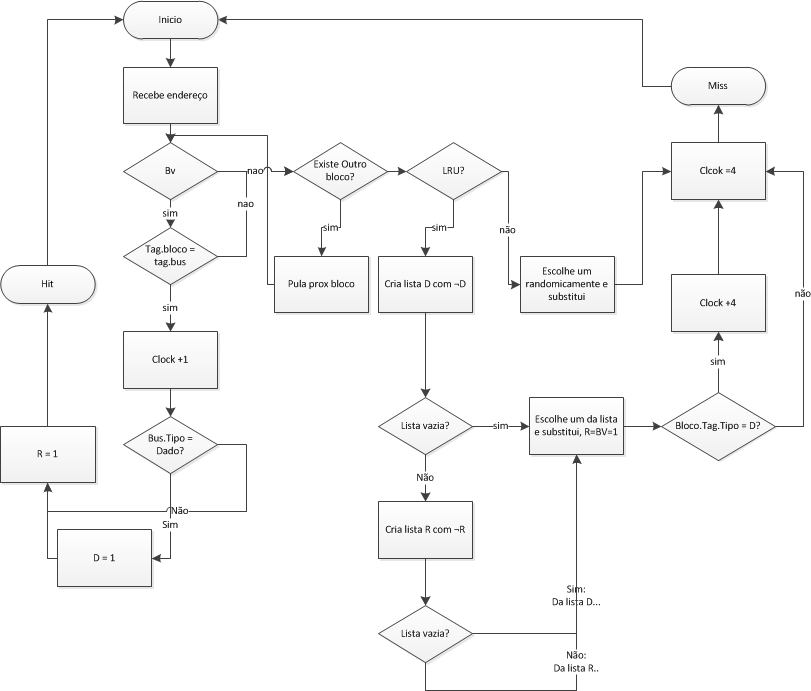 Inicio
Recebe endereço
Bv
nao
nao
sim
Tag.bloco =
tag.bus
sim
Clock +1
Bus.Tipo =
Dado?
Não
Sim
D = 1
R = 1
Hit
Existe Outro
bloco?
sim
Pula prox bloco
LRU?
sim
não
Cria lista D com ¬D
Escolhe um
randomicamente e
substitui
Lista vazia?
sim
Não
Cria lista R com ¬R
Lista vazia?
Sim:
Da lista D...
Não:
Da lista R..
Escolhe um da lista
e substitui, R=BV=1
Bloco.Tag.Tipo = D?
sim
não
Clock +4
Clcok =4
Miss